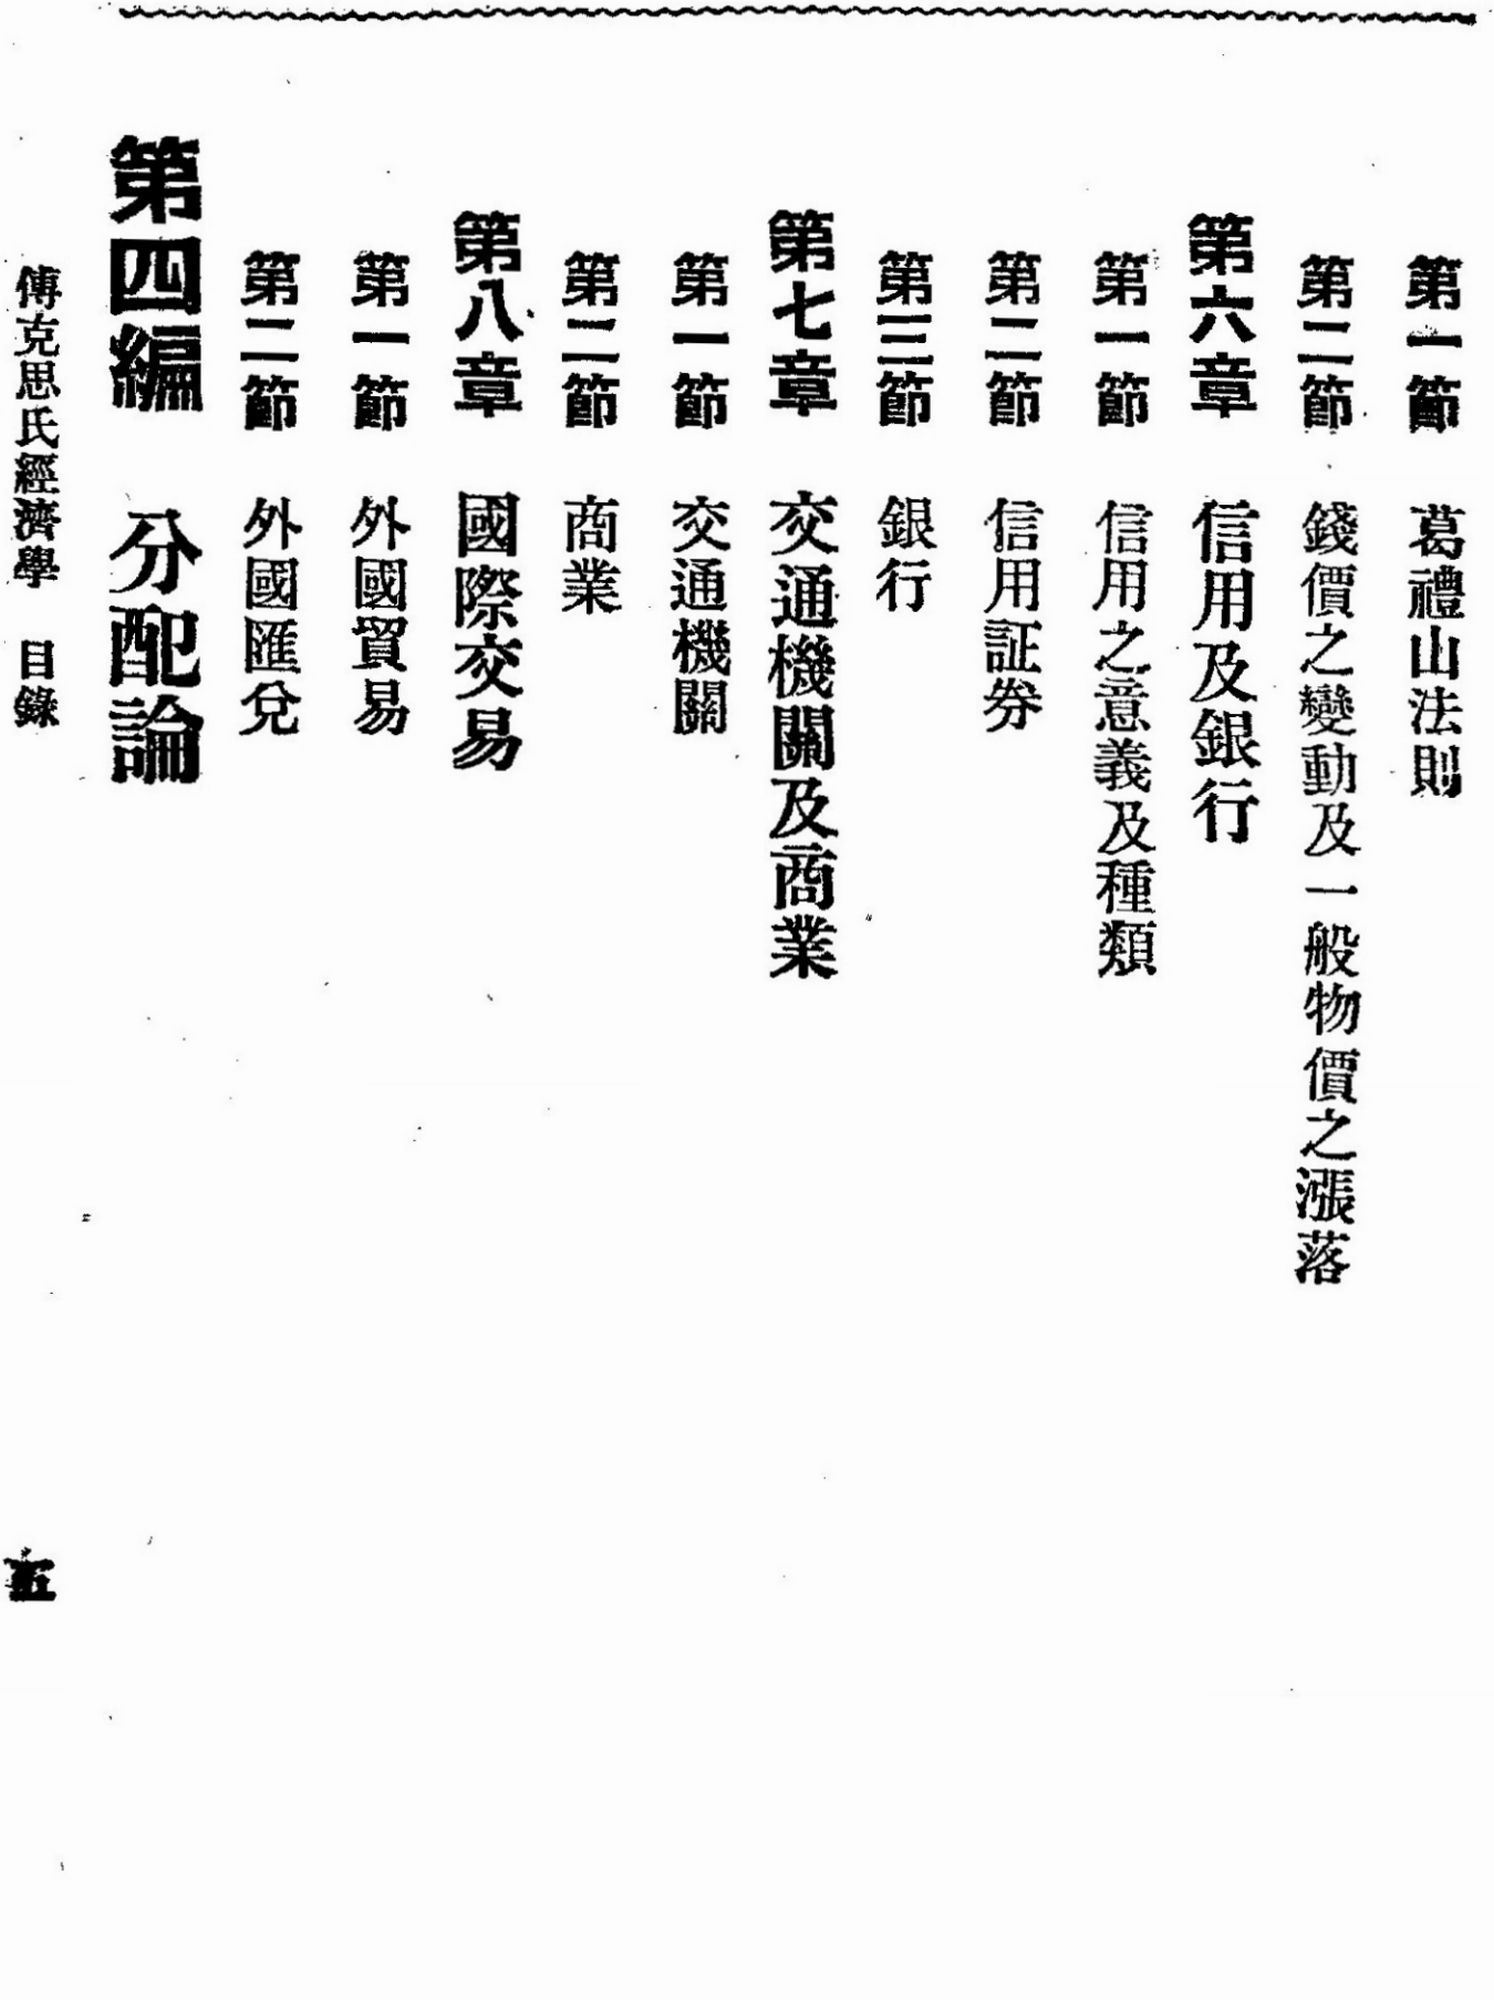 第一節 葛禮山法則
第二節 錢價之變動及一般物價之漲落
第六章 信用及銀行
第一節 信用之意義及種類
第二節 信用証券
第三節 銀行
第七章 交通機關及商業
第一節 交通機關
第二節 商業
第八章 國際交易
第一節 外國貿易
第二節 外國匯兌
第四編 分配論
傅克思氏經濟學 目錄
五